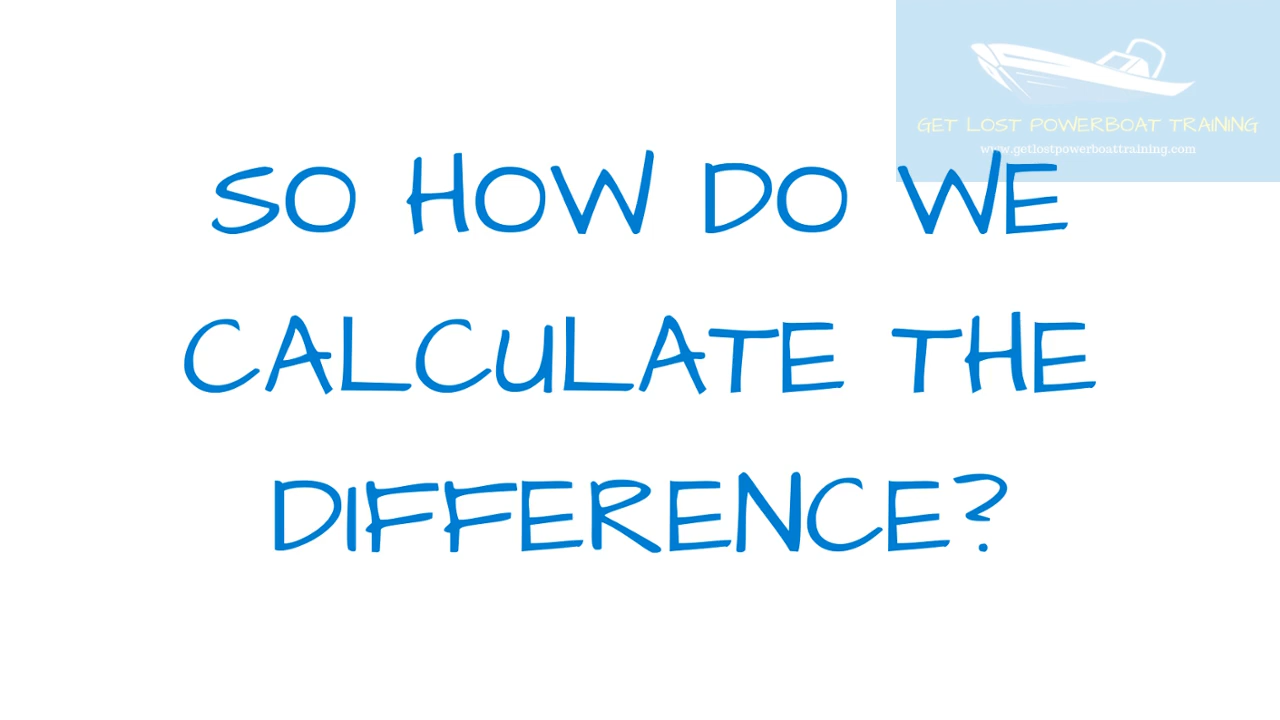 GET LOST POWERBOAT TRAINING
www.getlostpowerboattraining.com
SO HOW DO WE
CALCULATE THE
DIFFERENCE?